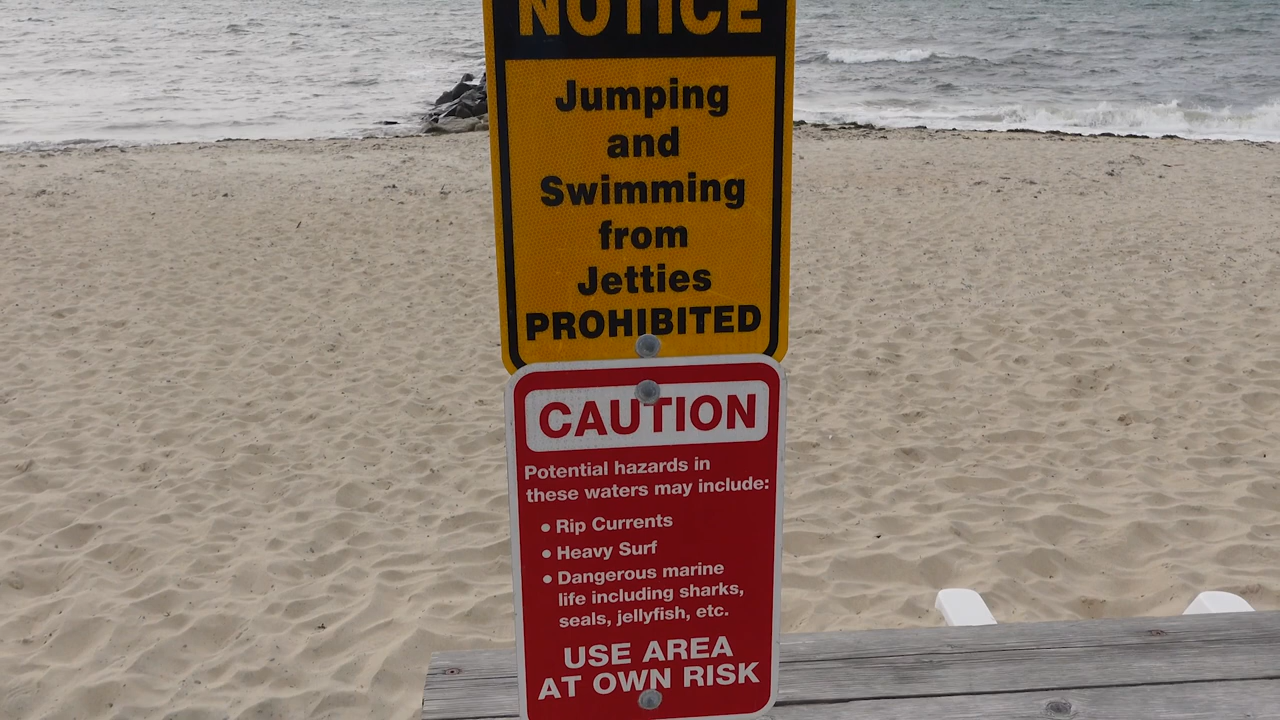 NOTICE
Jumping
and
Swimming
from
Jetties
PROHIBITED
CAUTION
Potential hazards in
these waters may include:
• Rip Currents
• Heavy Surf
• Dangerous marine
life including sharks,
seals, jellyfish, etc.
USE AREA
AT OWN RISK